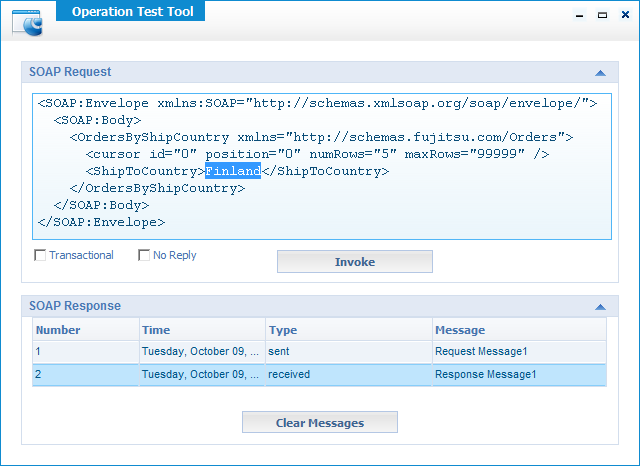 Operation Test Tool
SOAP Request
<SOAP:Envelope xmlns:SOAP="http://schemas.xmlsoap.org/soap/envelope/">
<SOAP:Body>
<OrdersByShipCountry xmlns="http://schemas.fujitsu.com/Orders">
<cursor id="0" position="0" numRows="5" maxRows="99999" />
<ShipToCountry>Finland</ShipToCountry>
</OrdersByShipCountry>
</SOAP:Body>
</SOAP:Envelope>
Transactional No Reply Invoke
SOAP Response
Number Time Type Message
1 Tuesday, October 09, ... sent Request Message1
2 Tuesday, October 09, ... received Response Message1
Clear Messages